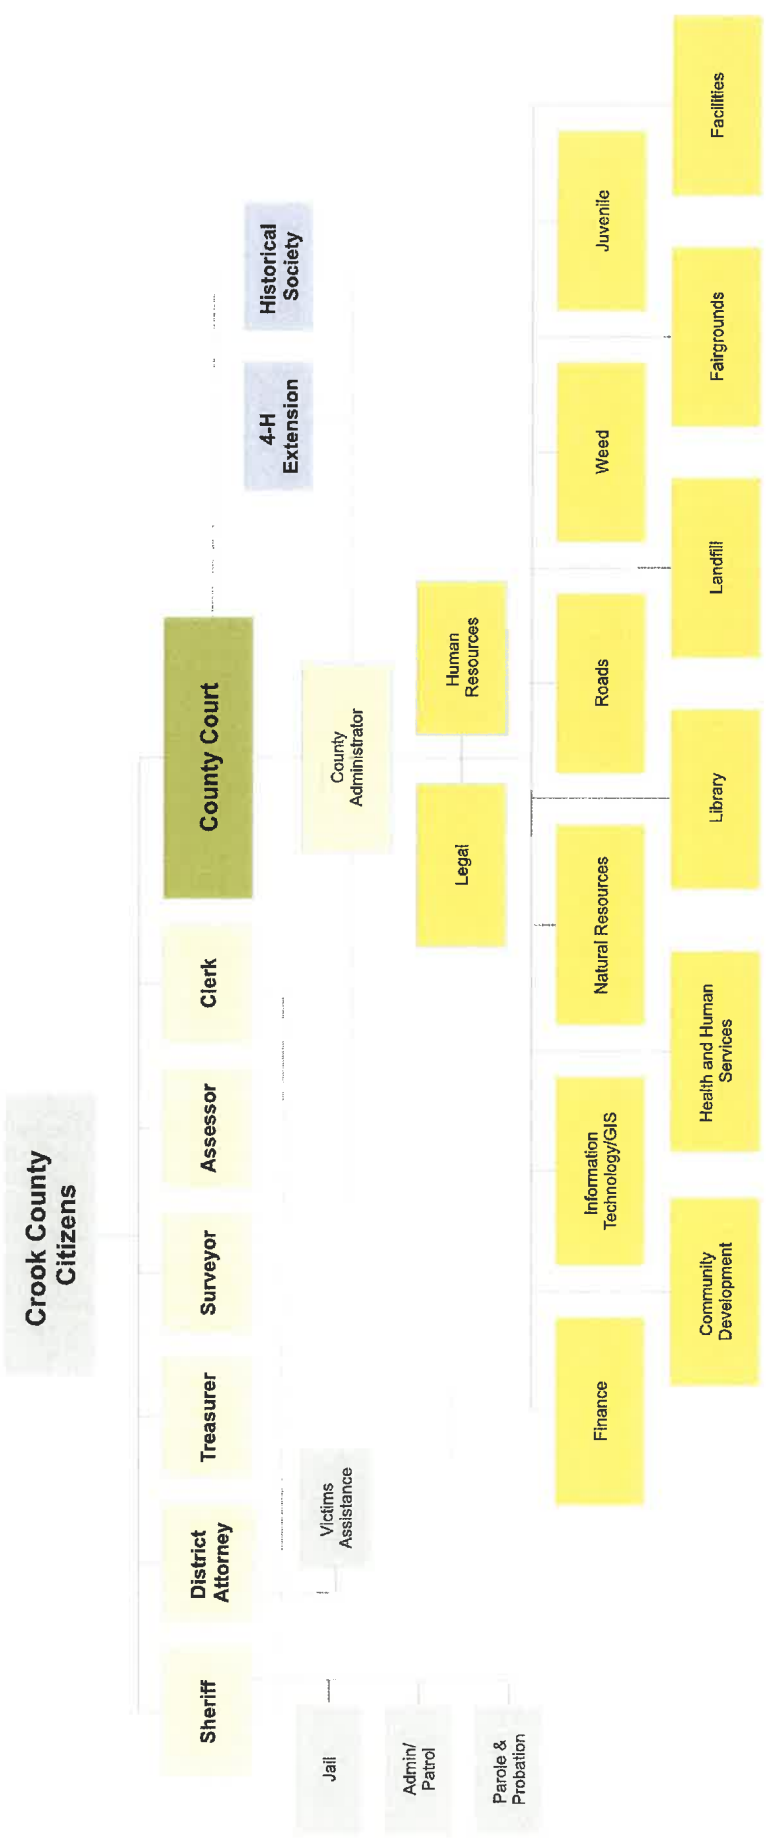 Crook County
Citizens
Sheriff
District
Attorney
Treasurer
Surveyor
Assessor
Clerk
County Court
4-H
Extension
Historical
Society
Jail
Admin/
Patrol
Parole &
Probation
Victims
Assistance
County
Administrator
Legal
Human
Resources
Finance
Information
Technology/GIS
Natural Resources
Roads
Weed
Juvenile
Community
Development
Health and Human
Services
Library
Landfill
Fairgrounds
Facilities